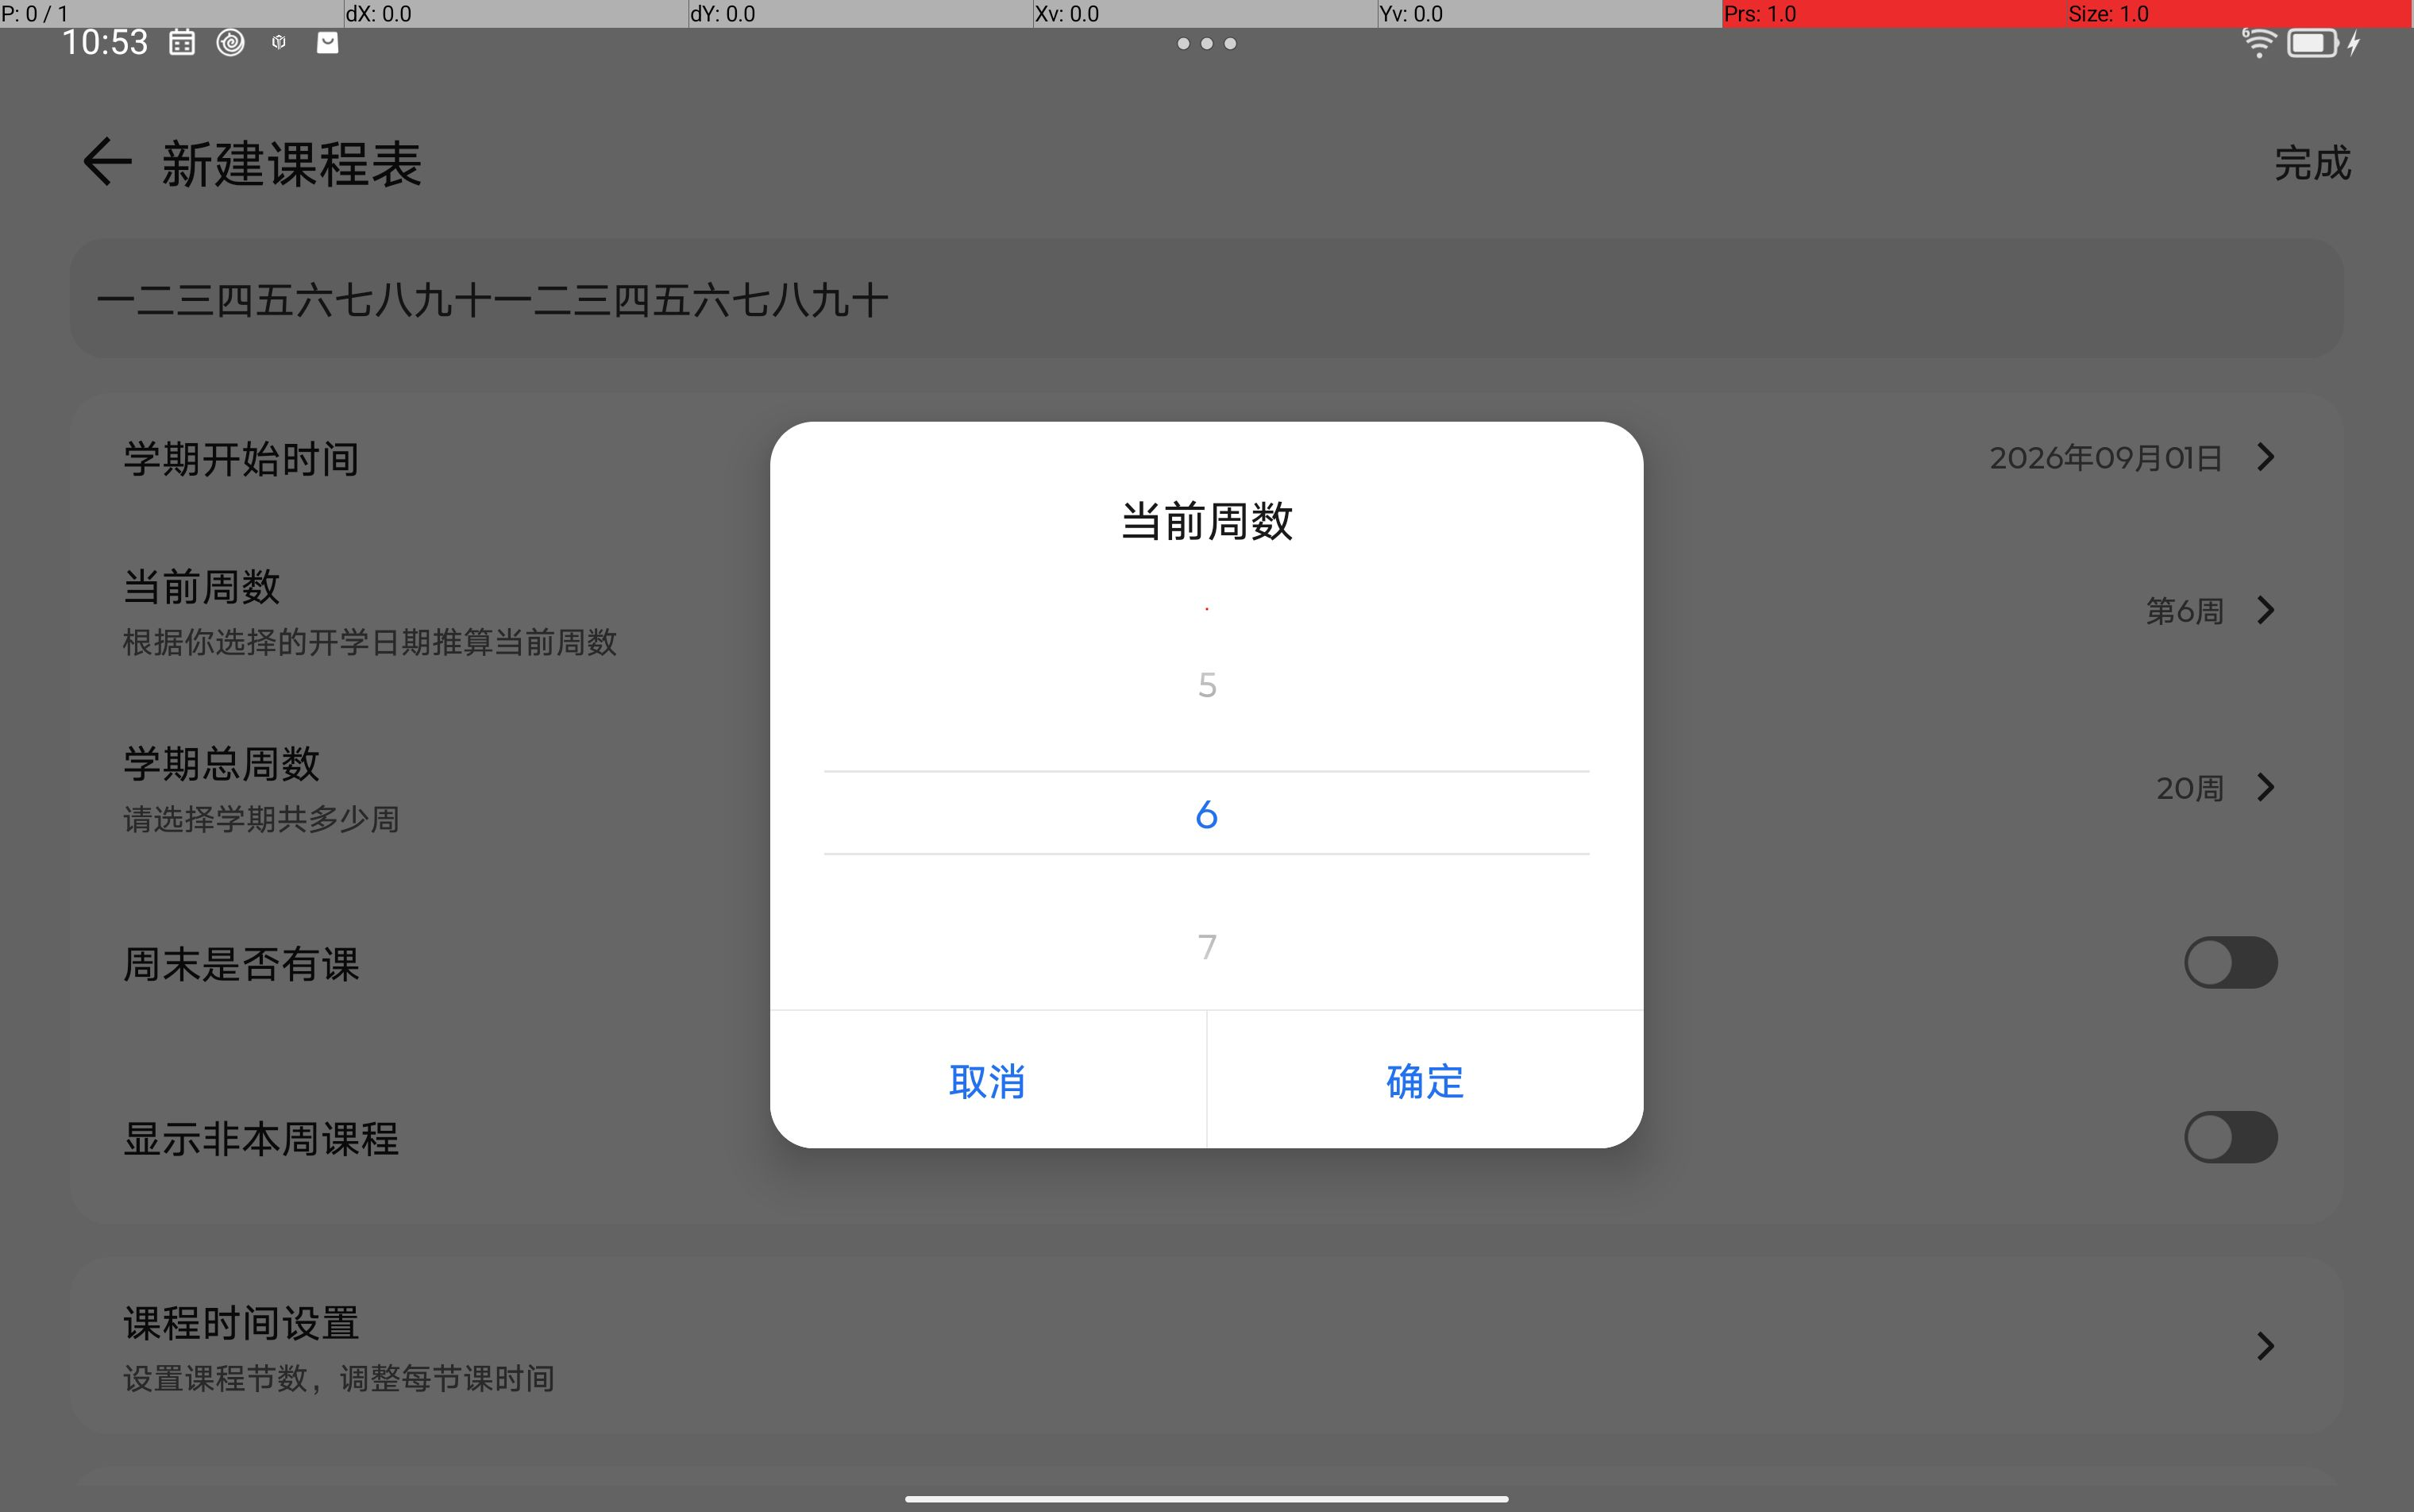 P: 0 / 1 dX: 0.0 dY: 0.0 Xv: 0.0 Yv: 0.0 Prs: 1.0 Size: 1.0
10:53 6
新建课程表 完成
一二三四五六七八九十一二三四五六七八九十
学期开始时间 2026年09月01日
当前周数 第6周
根据你选择的开学日期推算当前周数
学期总周数 20周
请选择学期共多少周
周末是否有课
显示非本周课程
课程时间设置
设置课程节数，调整每节课时间
当前周数
5
6
7
取消 确定